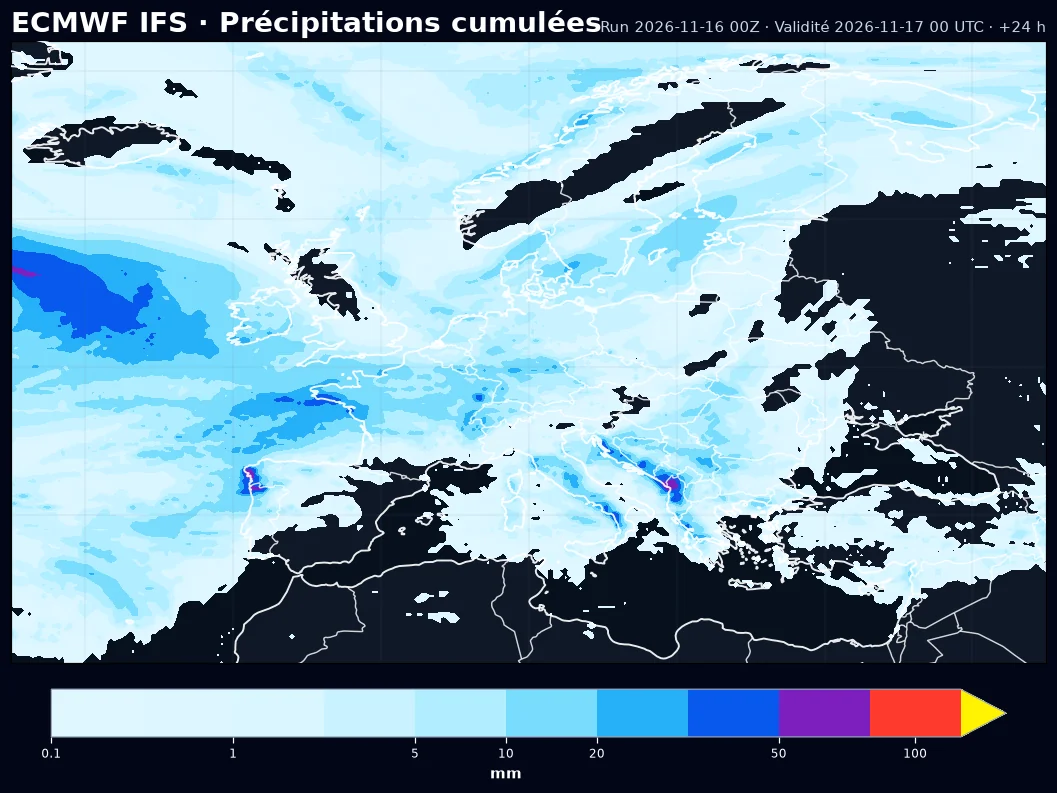 ECMWF IFS · Précipitations cumulées
Run 2026-11-16 00Z · Validité 2026-11-17 00 UTC · +24 h
0.1 1 5 10 20 50 100
mm